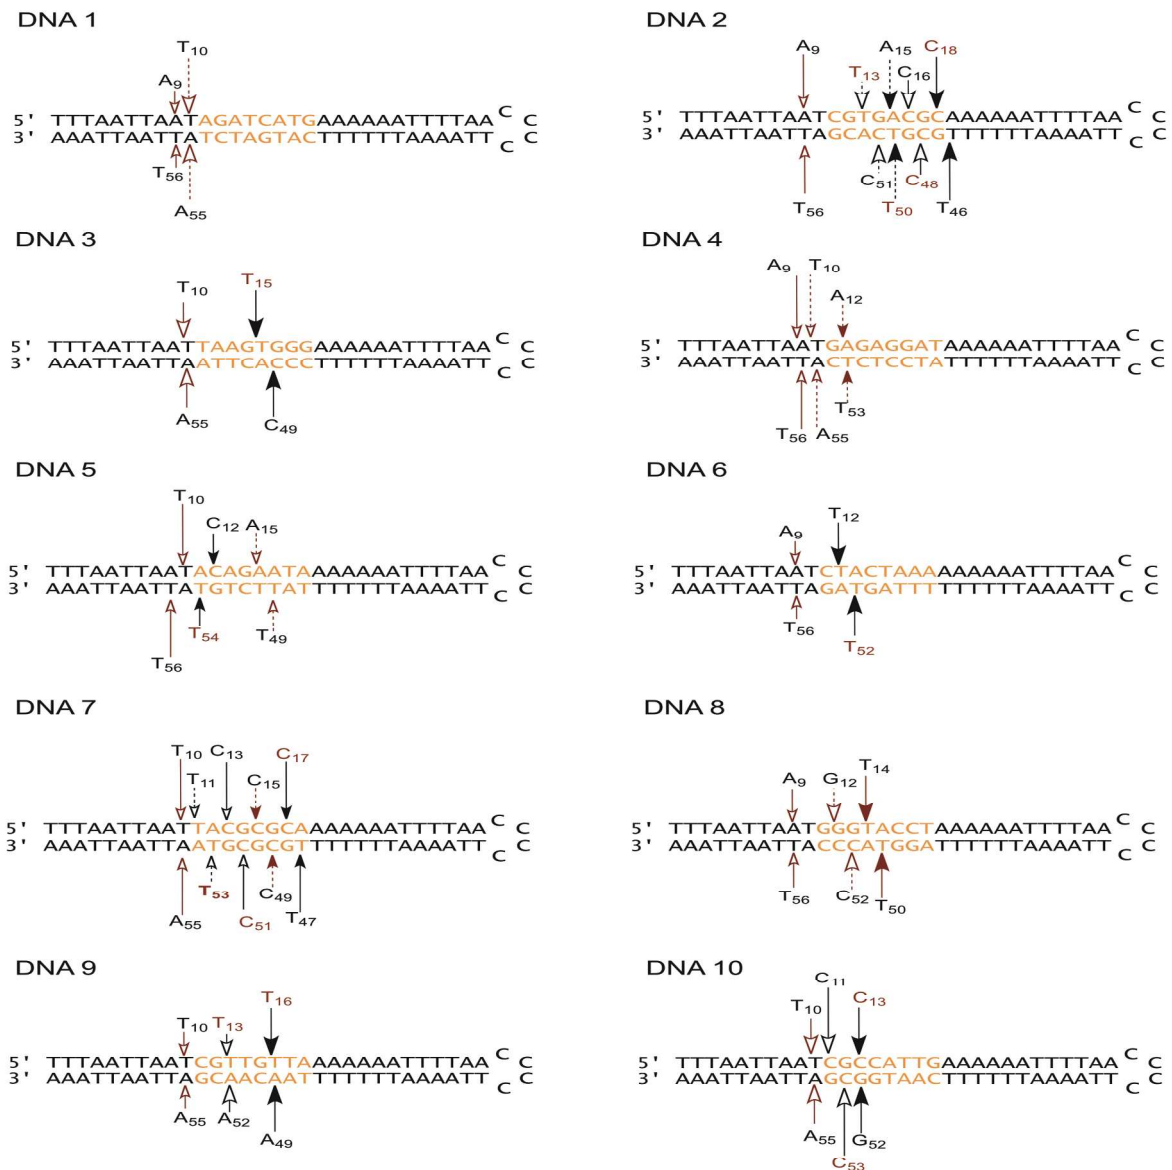 DNA 1
T10
A9
C
5' TTTAATTAATAGATCATGAAAAAATTTTAA C
3' AAATTAATTATCTAGTACTTTTTTAAAATT C
C
T56
A55
DNA 2
A9 A15 C18
T13 C16
C
5' TTTAATTAATCGTGACGCAAAAAATTTTAA C
3' AAATTAATTAGCACTGCGTTTTTTAAAATT C
C
C51 C48
T56 T50 T46
DNA 3
T10 T15
C
5' TTTAATTAATTAAGTGGGAAAAAATTTTAA C
3' AAATTAATTAATTCACCCTTTTTTAAAATT C
C
A55 C49
DNA 4
A9 T10
A12
C
5' TTTAATTAATGAGAGGATAAAAAATTTTAA C
3' AAATTAATTACTCTCCTATTTTTTAAAATT C
C
T53
T56 A55
DNA 5
T10
C12 A15
C
5' TTTAATTAATACAGAATAAAAAAATTTTAA C
3' AAATTAATTATGTCTTATTTTTTTAAAATT C
C
T54 T49
T56
DNA 6
T12
A9
C
5' TTTAATTAATCTACTAAAAAAAAATTTTAA C
3' AAATTAATTAGATGATTTTTTTTTAAAATT C
C
T56 T52
DNA 7
T10 C13 C17
T11 C15
C
5' TTTAATTAATTACGCGCAAAAAAATTTTAA C
3' AAATTAATTAATGCGCGTTTTTTTAAAATT C
C
T53 C49
A55 C51 T47
DNA 8
T14
A9 G12
C
5' TTTAATTAATGGGTACCTAAAAAATTTTAA C
3' AAATTAATTACCCATGGATTTTTTAAAATT C
C
T56 C52 T50
DNA 9
T16
T10 T13
C
5' TTTAATTAATCGTTGTTAAAAAAATTTTAA C
3' AAATTAATTAGCAACAATTTTTTTAAAATT C
C
A55 A52
A49
DNA 10
C11
T10 C13
C
5' TTTAATTAATCGCCATTGAAAAAATTTTAA C
3' AAATTAATTAGCGGTAACTTTTTTAAAATT C
C
A55 G52
C53